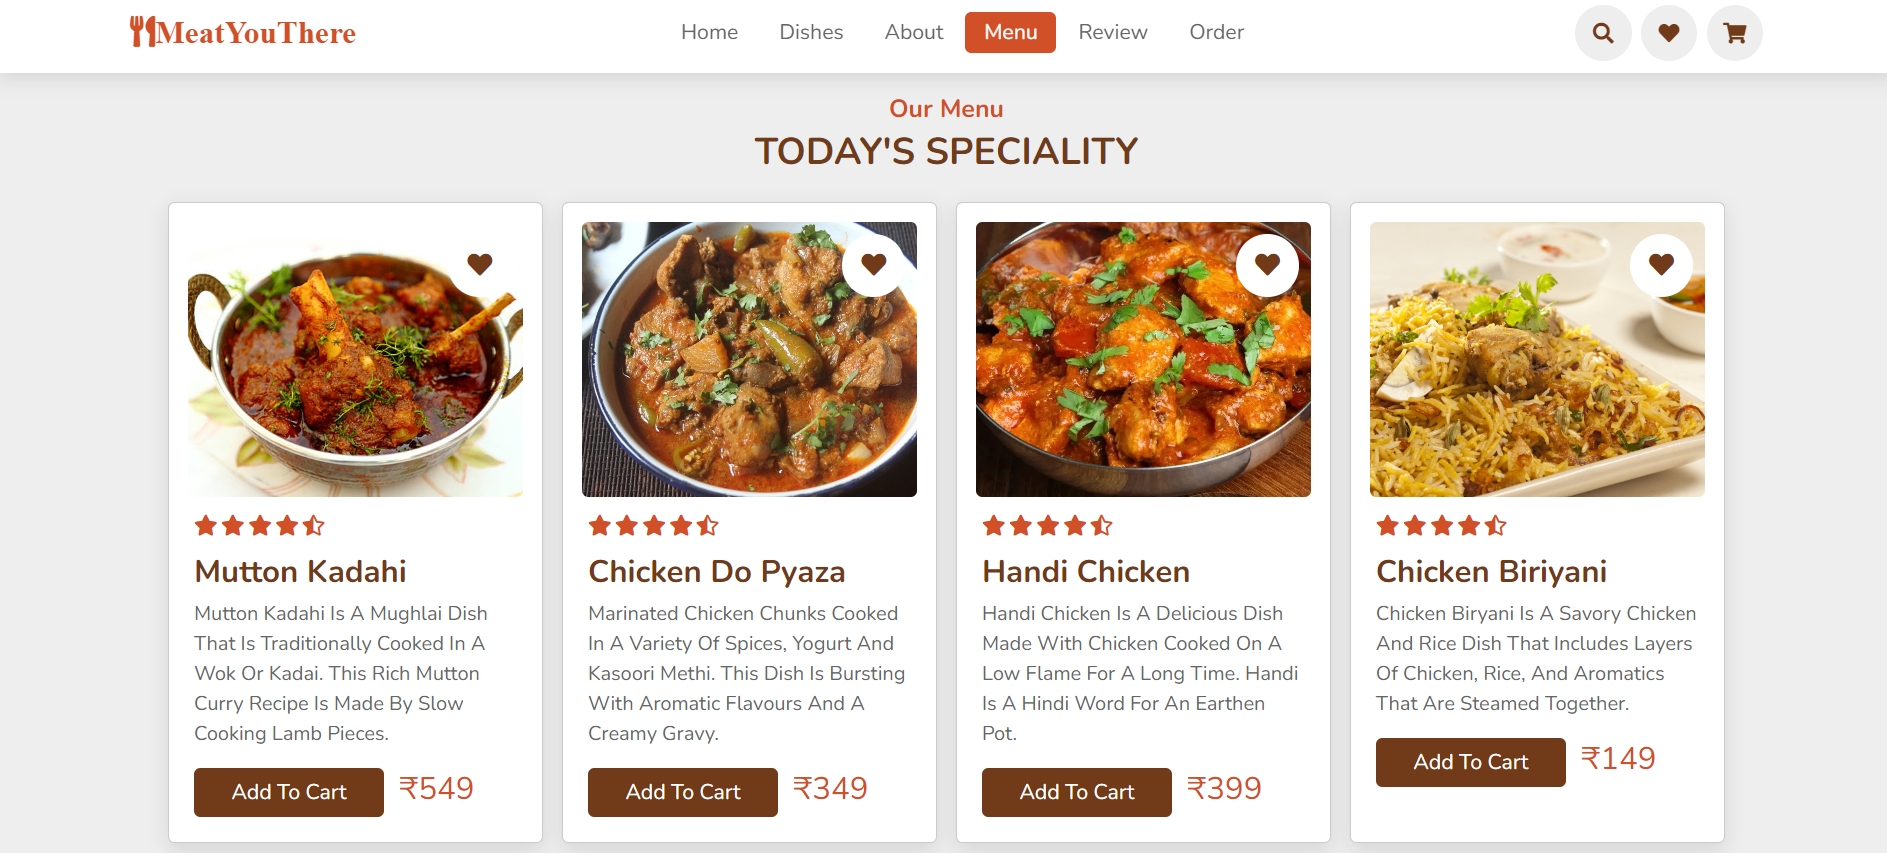 MeatYouThere
Home Dishes About Menu Review Order
Our Menu
TODAY'S SPECIALITY
Mutton Kadahi
Mutton Kadahi Is A Mughlai Dish
That Is Traditionally Cooked In A
Wok Or Kadai. This Rich Mutton
Curry Recipe Is Made By Slow
Cooking Lamb Pieces.
Add To Cart ₹549
Chicken Do Pyaza
Marinated Chicken Chunks Cooked
In A Variety Of Spices, Yogurt And
Kasoori Methi. This Dish Is Bursting
With Aromatic Flavours And A
Creamy Gravy.
Add To Cart ₹349
Handi Chicken
Handi Chicken Is A Delicious Dish
Made With Chicken Cooked On A
Low Flame For A Long Time. Handi
Is A Hindi Word For An Earthen
Pot.
Add To Cart ₹399
Chicken Biriyani
Chicken Biryani Is A Savory Chicken
And Rice Dish That Includes Layers
Of Chicken, Rice, And Aromatics
That Are Steamed Together.
Add To Cart ₹149